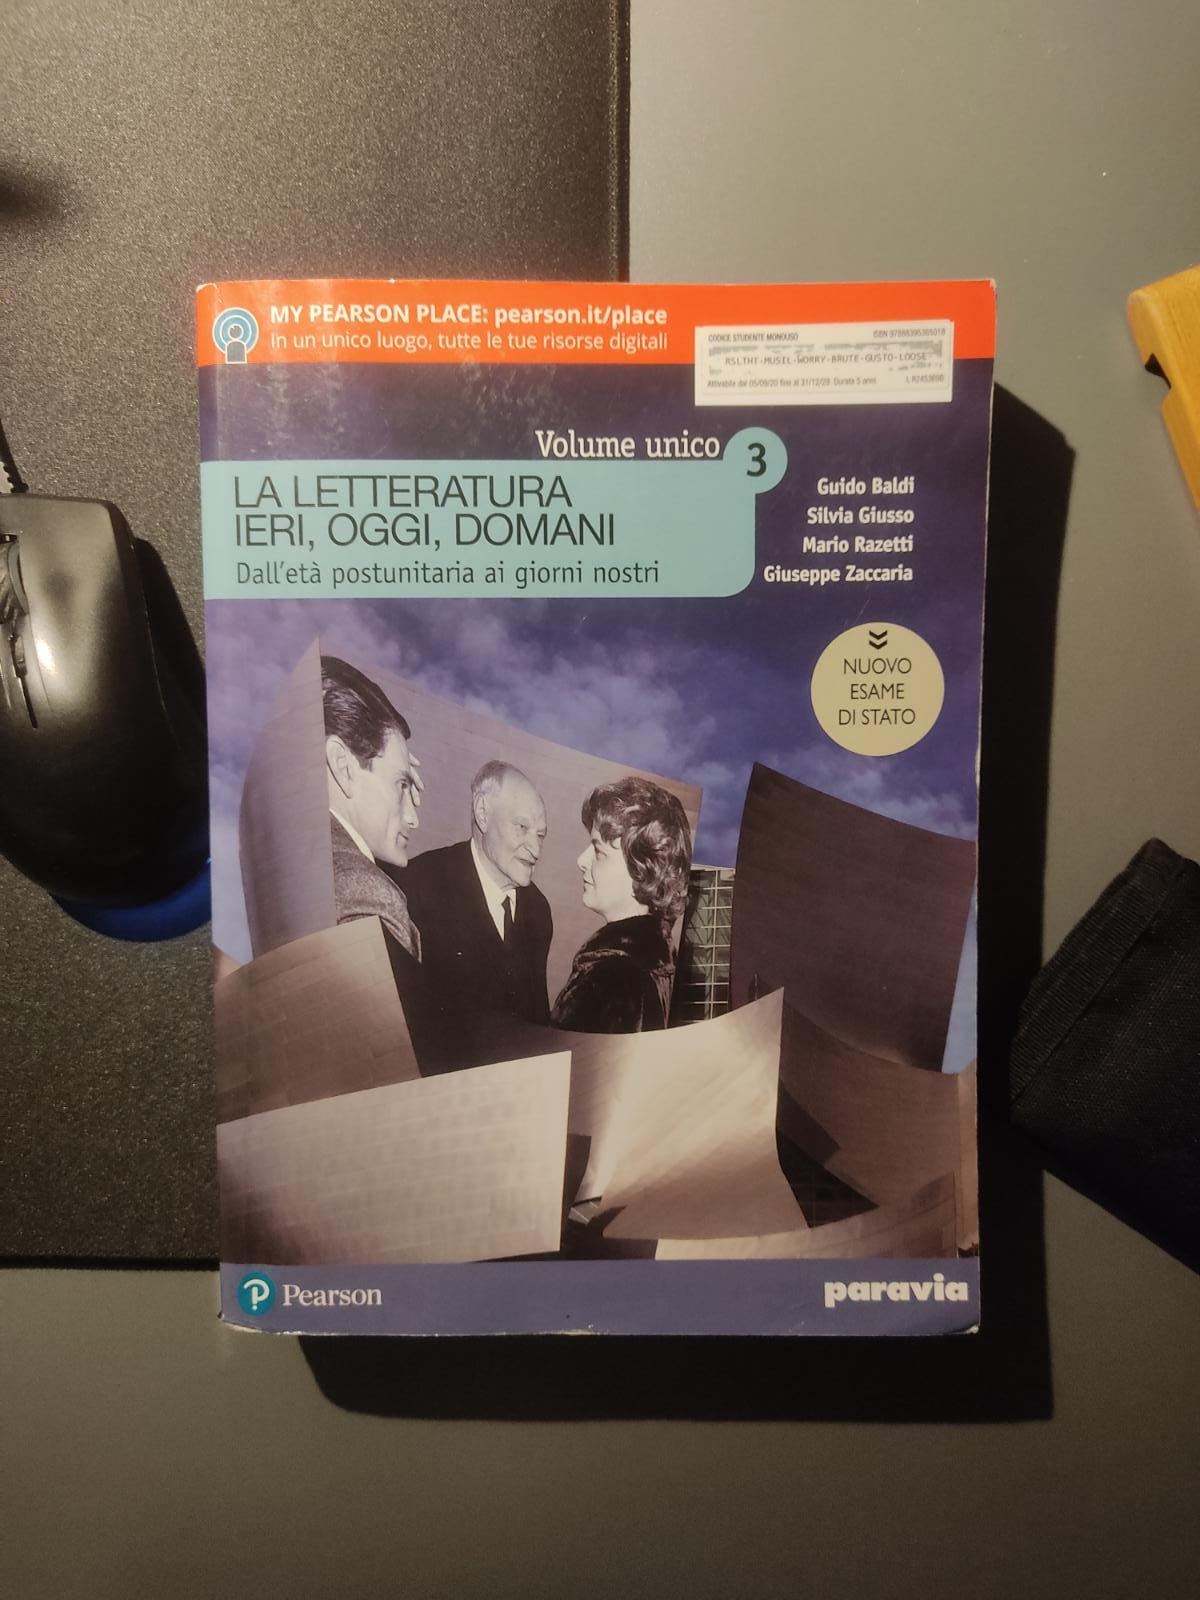 MY PEARSON PLACE: pearson.it/place
In un unico luogo, tutte le tue risorse digitali
CODICE STUDENTE MONOUSO
ISBN 9788839536501B
RSLTHT-MUSIL-WORRY-BRUTE-GUSTO-LOOSE
Attivabile dal 05/09/20 fino al 31/12/29. Durata 5 anni.
Volume unico 3
LA LETTERATURA
IERI, OGGI, DOMANI
Dall'età postunitaria ai giorni nostri
Guido Baldi
Silvia Giusso
Mario Razetti
Giuseppe Zaccaria
NUOVO
ESAME
DI STATO
Pearson
paravia